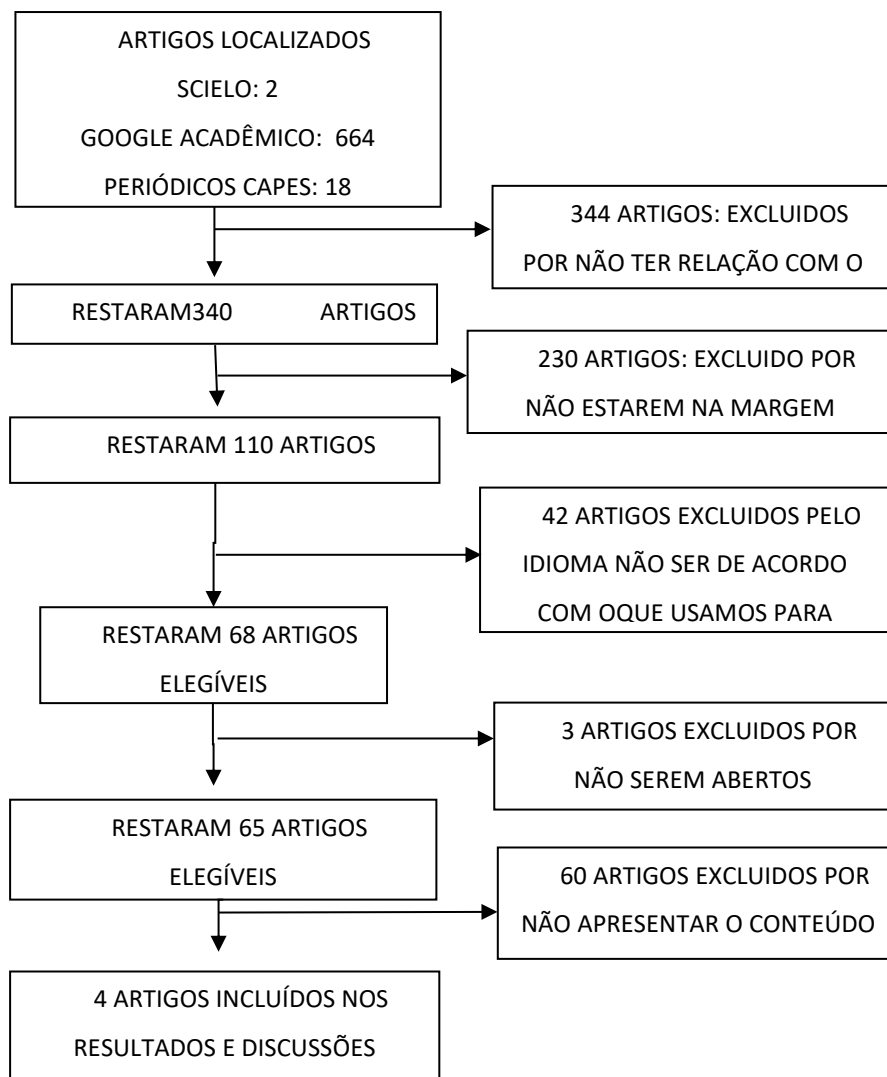 ARTIGOS LOCALIZADOS
SCIELO: 2
GOOGLE ACADÊMICO: 664
PERIÓDICOS CAPES: 18
344 ARTIGOS: EXCLUIDOS
POR NÃO TER RELAÇÃO COM O
RESTARAM340 ARTIGOS
230 ARTIGOS: EXCLUIDO POR
NÃO ESTAREM NA MARGEM
RESTARAM 110 ARTIGOS
42 ARTIGOS EXCLUIDOS PELO
IDIOMA NÃO SER DE ACORDO
COM OQUE USAMOS PARA
RESTARAM 68 ARTIGOS
ELEGÍVEIS
3 ARTIGOS EXCLUIDOS POR
NÃO SEREM ABERTOS
RESTARAM 65 ARTIGOS
ELEGÍVEIS
60 ARTIGOS EXCLUIDOS POR
NÃO APRESENTAR O CONTEÚDO
4 ARTIGOS INCLUÍDOS NOS
RESULTADOS E DISCUSSÕES